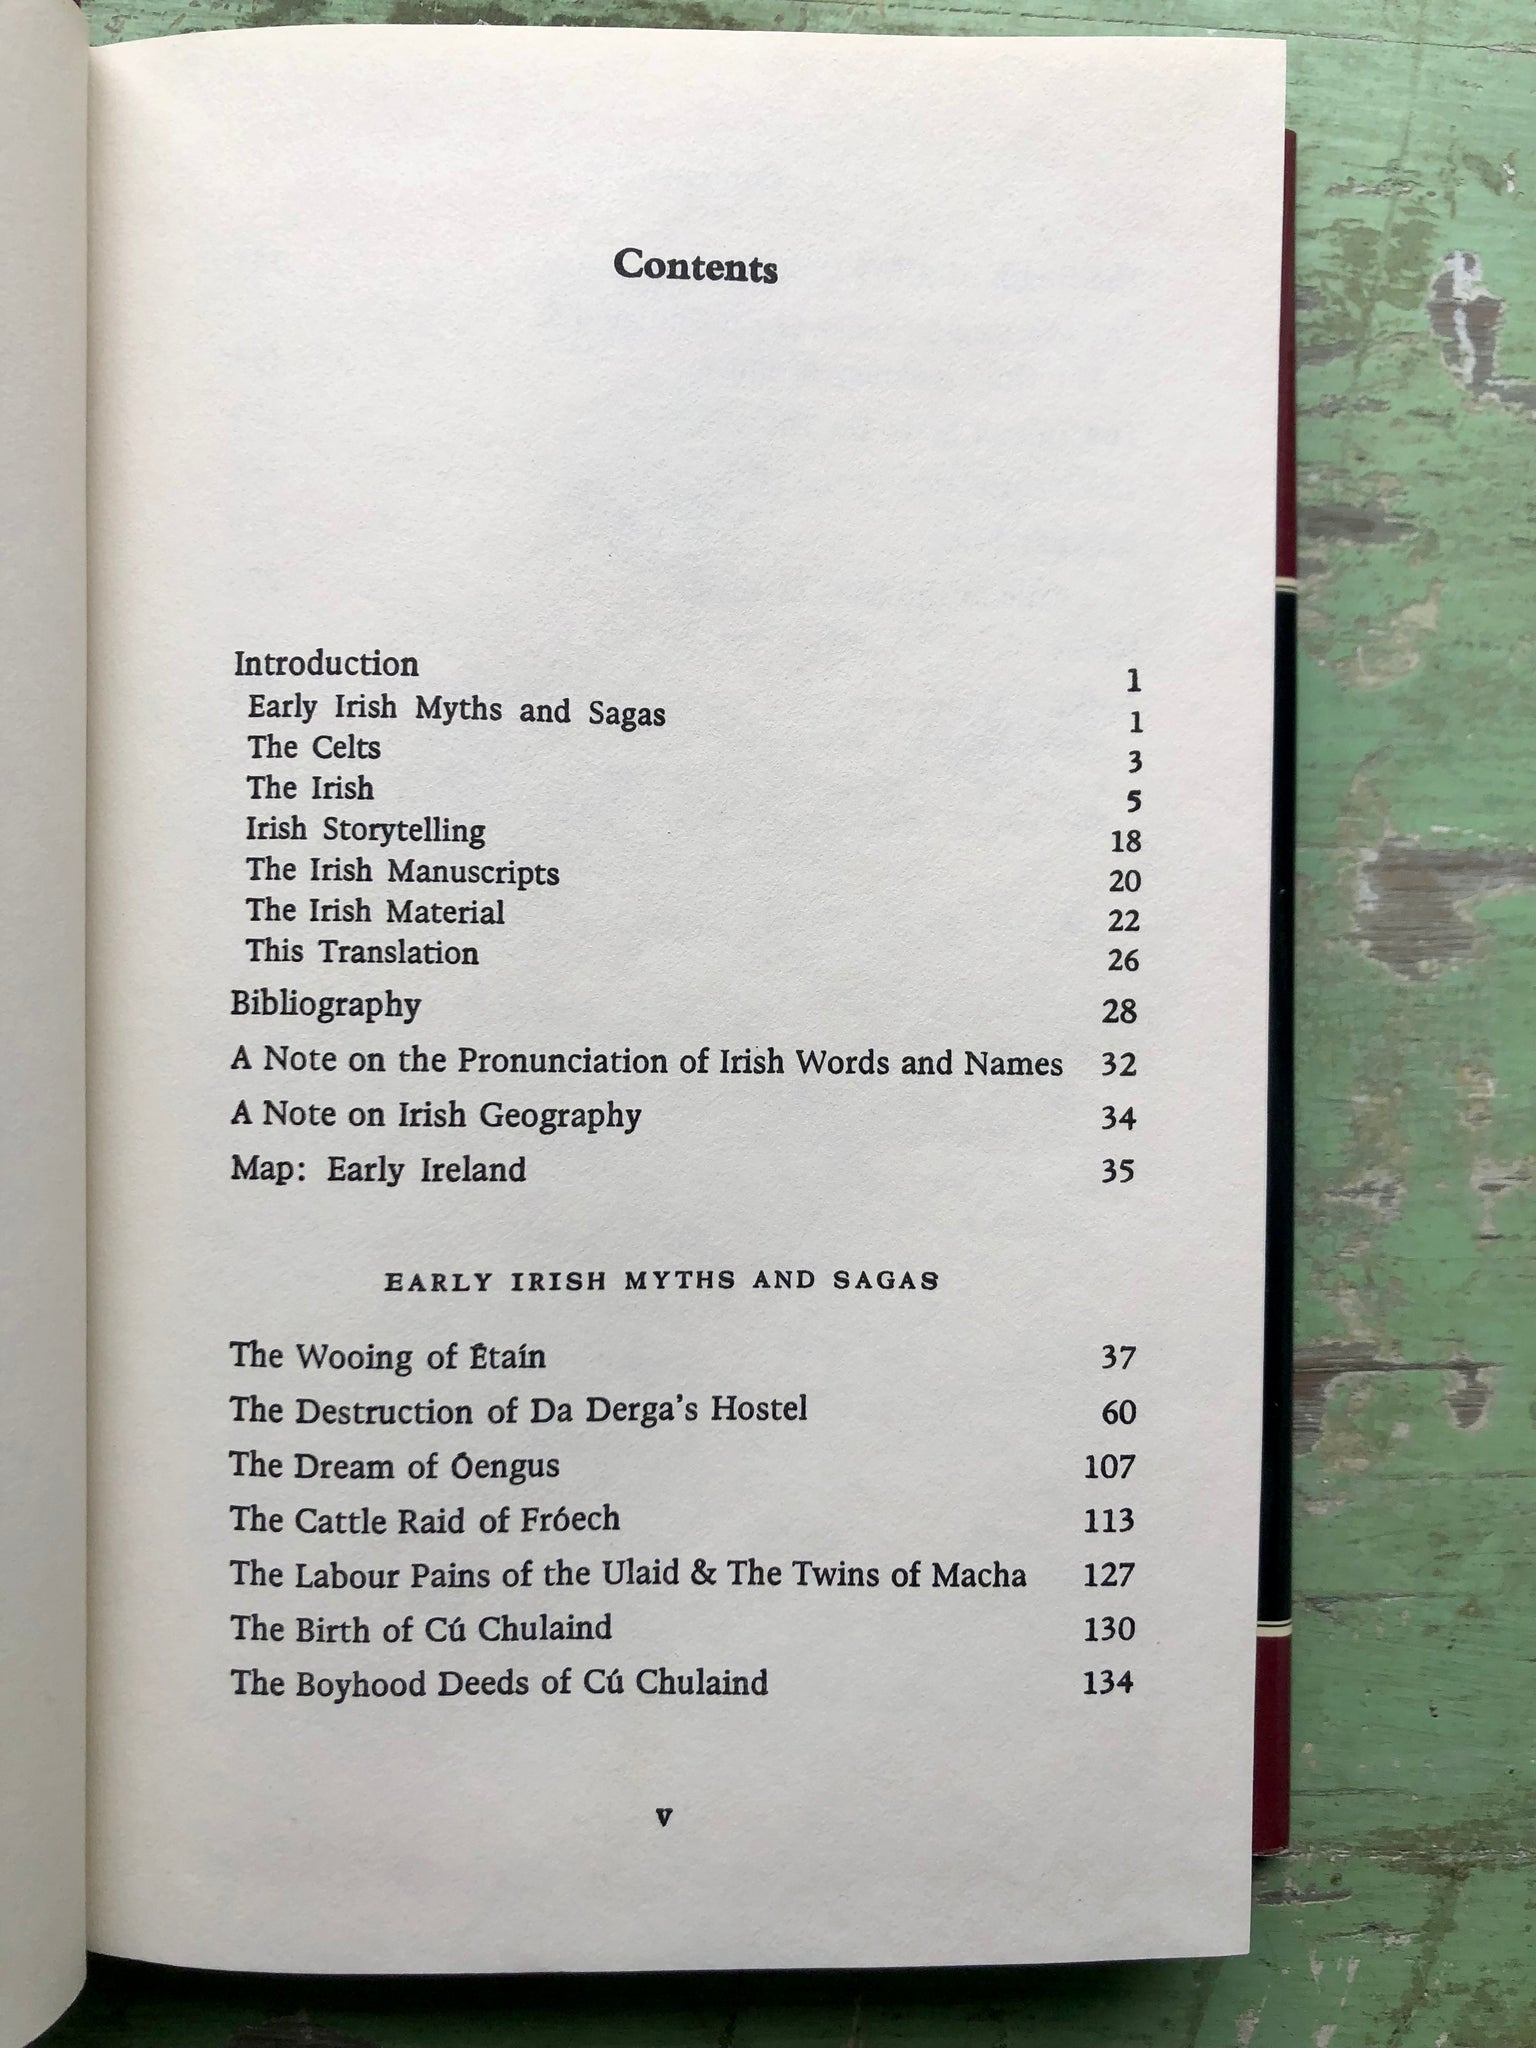 Contents
Introduction 1
Early Irish Myths and Sagas 1
The Celts 3
The Irish 5
Irish Storytelling 18
The Irish Manuscripts 20
The Irish Material 22
This Translation 26
Bibliography 28
A Note on the Pronunciation of Irish Words and Names 32
A Note on Irish Geography 34
Map: Early Ireland 35
EARLY IRISH MYTHS AND SAGAS
The Wooing of Étaín 37
The Destruction of Da Derga's Hostel 60
The Dream of Óengus 107
The Cattle Raid of Fróech 113
The Labour Pains of the Ulaid & The Twins of Macha 127
The Birth of Cú Chulaind 130
The Boyhood Deeds of Cú Chulaind 134
v